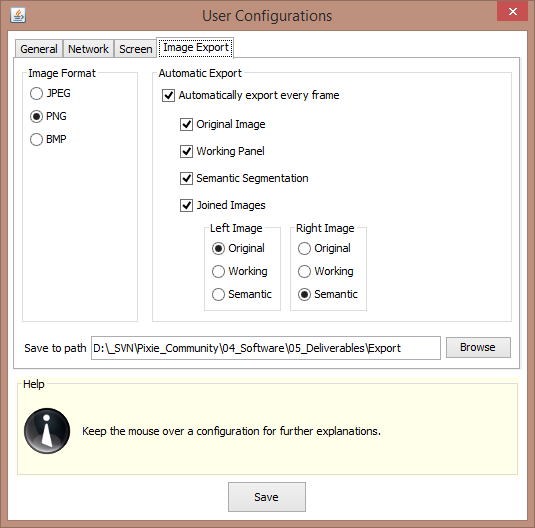 User Configurations
General Network Screen Image Export
Image Format
JPEG
PNG
BMP
Automatic Export
Automatically export every frame
Original Image
Working Panel
Semantic Segmentation
Joined Images
Left Image
Original
Working
Semantic
Right Image
Original
Working
Semantic
Save to path D:\_SVN\Pixie_Community\04_Software\05_Deliverables\Export Browse
Help
Keep the mouse over a configuration for further explanations.
Save